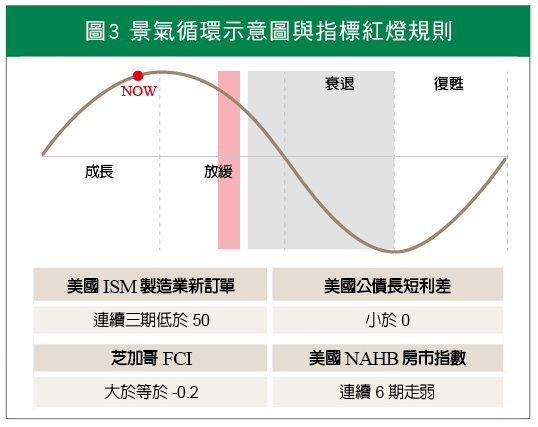 圖3 景氣循環示意圖與指標紅燈規則
衰退
復甦
NOW
成長
放緩
美國 ISM 製造業新訂單
美國公債長短利差
連續三期低於 50
小於 0
芝加哥 FCI
美國 NAHB 房市指數
大於等於 -0.2
連續 6 期走弱